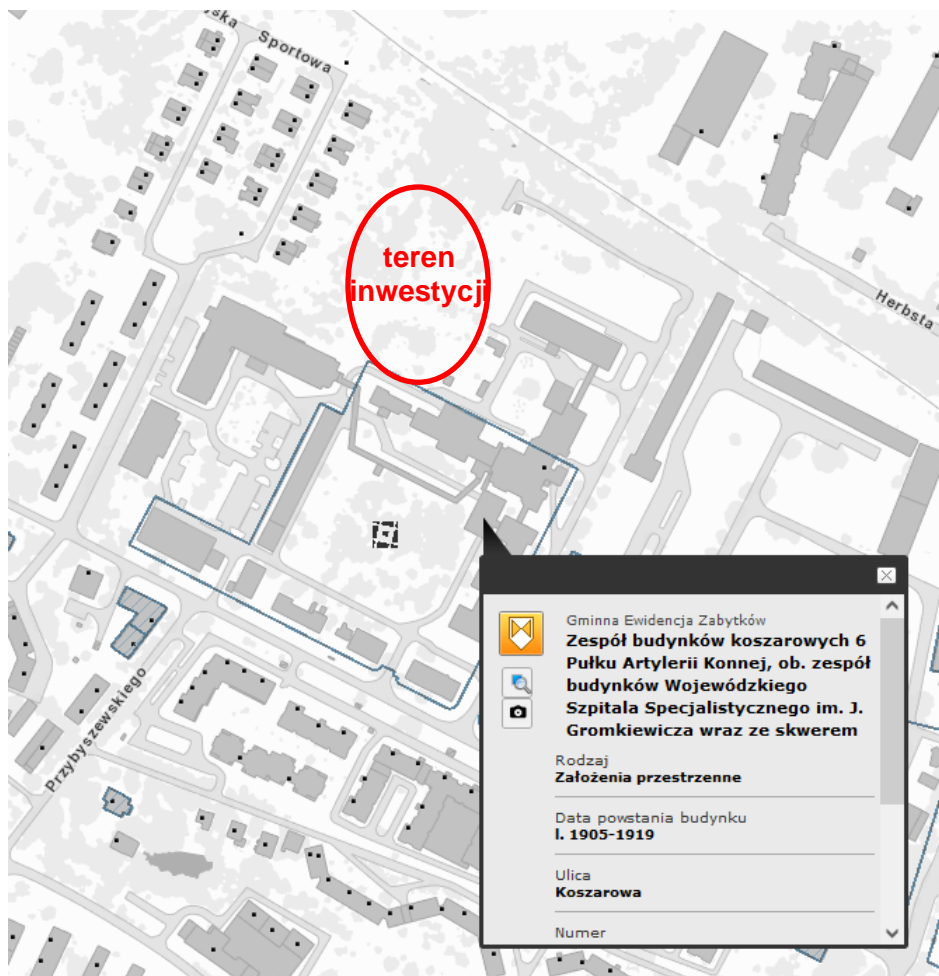 ska
Sportowa
teren
inwestycji
Herbsta
Przybyszewskiego
Gminna Ewidencja Zabytków
Zespół budynków koszarowych 6
Pułku Artylerii Konnej, ob. zespół
budynków Wojewódzkiego
Szpitala Specjalistycznego im. J.
Gromkiewicza wraz ze skwerem
Rodzaj
Założenia przestrzenne
Data powstania budynku
l. 1905-1919
Ulica
Koszarowa
Numer